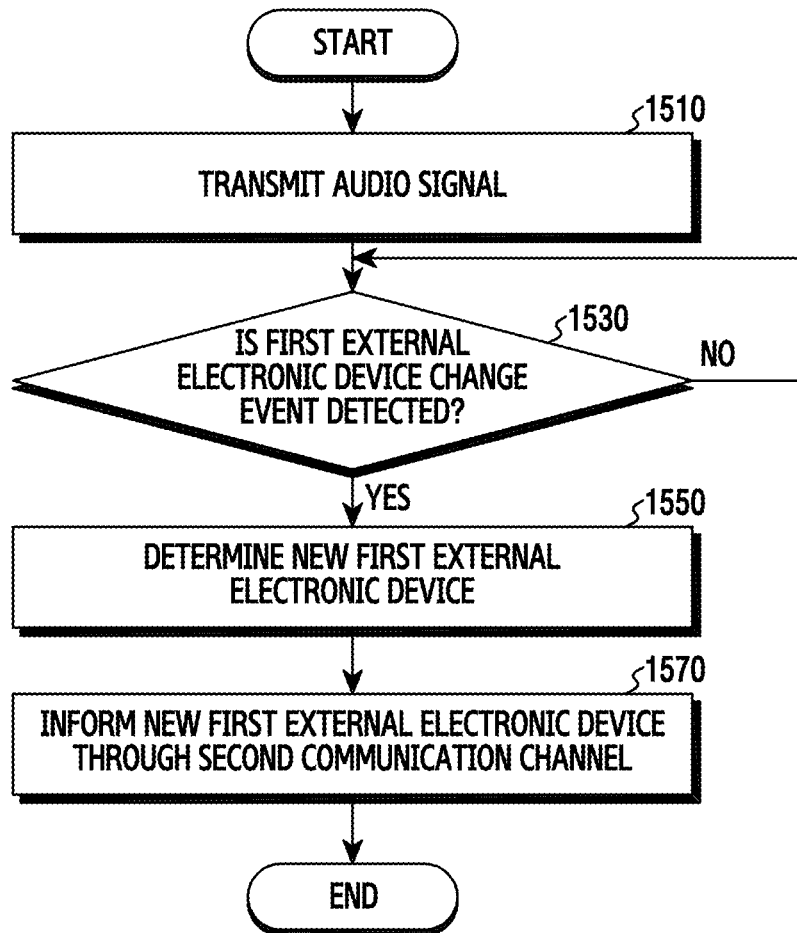 START
1510
TRANSMIT AUDIO SIGNAL
1530
IS FIRST EXTERNAL
ELECTRONIC DEVICE CHANGE
EVENT DETECTED?
NO
YES
1550
DETERMINE NEW FIRST EXTERNAL
ELECTRONIC DEVICE
1570
INFORM NEW FIRST EXTERNAL ELECTRONIC DEVICE
THROUGH SECOND COMMUNICATION CHANNEL
END